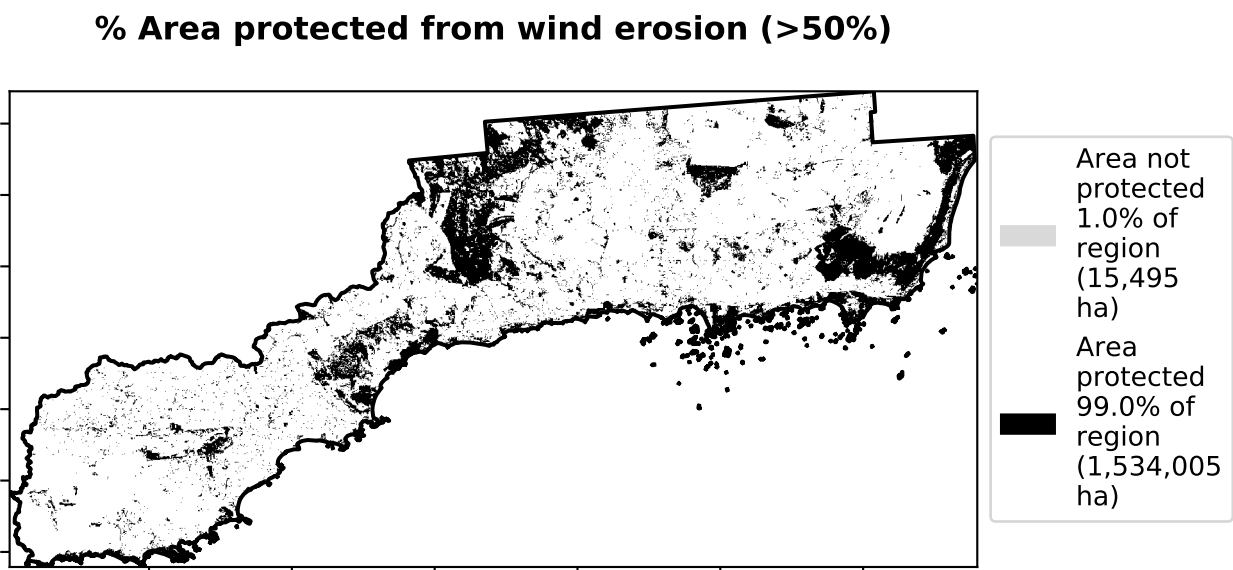 % Area protected from wind erosion (>50%)
Area not
protected
1.0% of
region
(15,495
ha)
Area
protected
99.0% of
region
(1,534,005
ha)